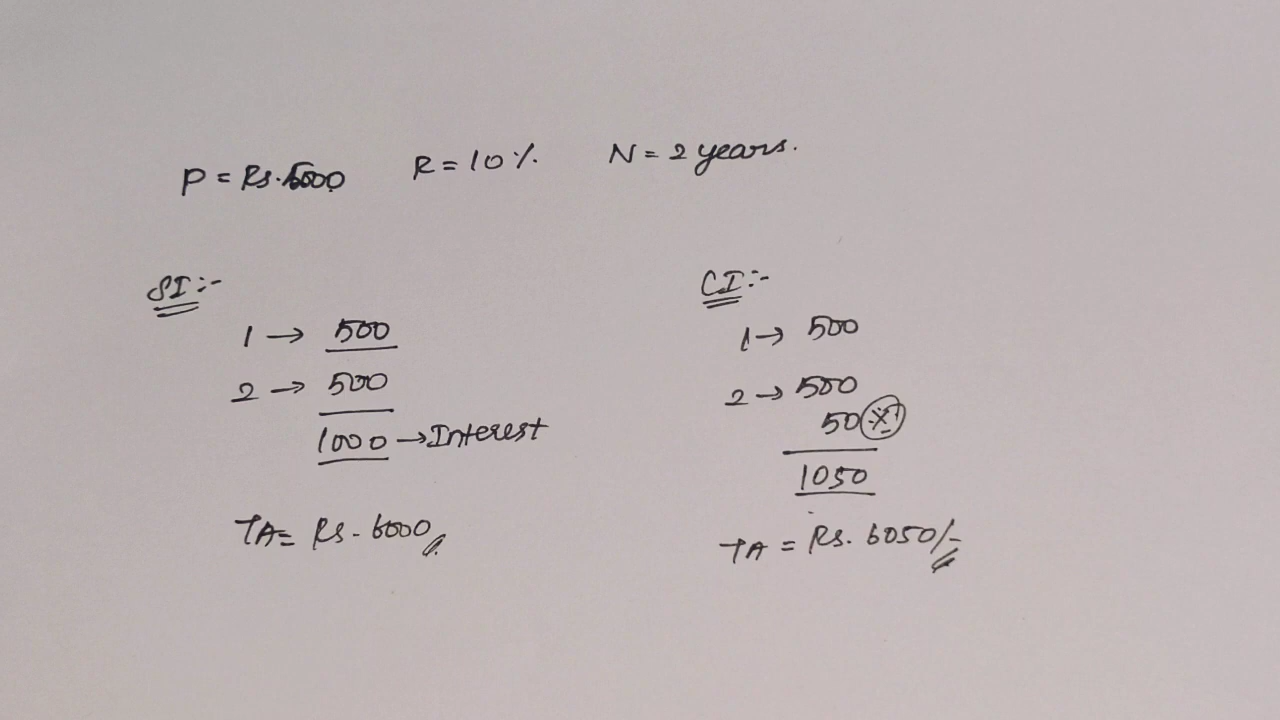 P = Rs. 5000 R = 10% N = 2 years.
SI :-
1 → 500
2 → 500
1000 → Interest
TA = Rs. 6000/-
CI :-
1 → 500
2 → 500
50
1050
TA = Rs. 6050/-